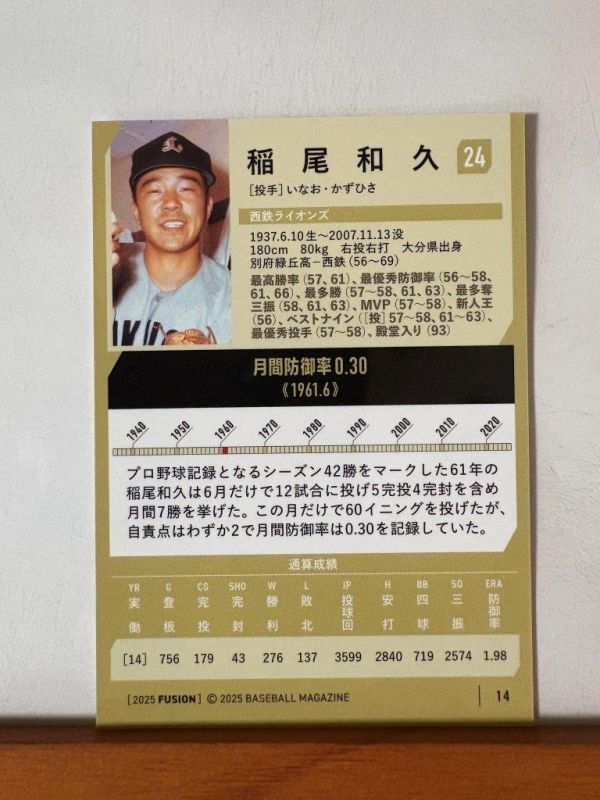 稲尾和久 24
[投手]いなお・かずひさ
西鉄ライオンズ
1937.6.10生〜2007.11.13没
180cm 80kg 右投右打 大分県出身
別府緑丘高－西鉄(56〜69)
最高勝率(57、61)、最優秀防御率(56〜58、
61、66)、最多勝(57〜58、61、63)、最多奪
三振(58、61、63)、MVP(57〜58)、新人王
(56)、ベストナイン([投]57〜58、61〜63)、
最優秀投手(57〜58)、殿堂入り(93)
月間防御率0.30
《1961.6》
1940 1950 1960 1970 1980 1990 2000 2010 2020
プロ野球記録となるシーズン42勝をマークした61年の
稲尾和久は6月だけで12試合に投げ5完投4完封を含め
月間7勝を挙げた。この月だけで60イニングを投げたが、
自責点はわずか2で月間防御率は0.30を記録していた。
通算成績
YR G CG SHO W L IP H BB SO ERA
実働 登板 完投 完封 勝利 敗北 投球回 安打 四球 三振 防御率
[14] 756 179 43 276 137 3599 2840 719 2574 1.98
[2025 FUSION] © 2025 BASEBALL MAGAZINE 14